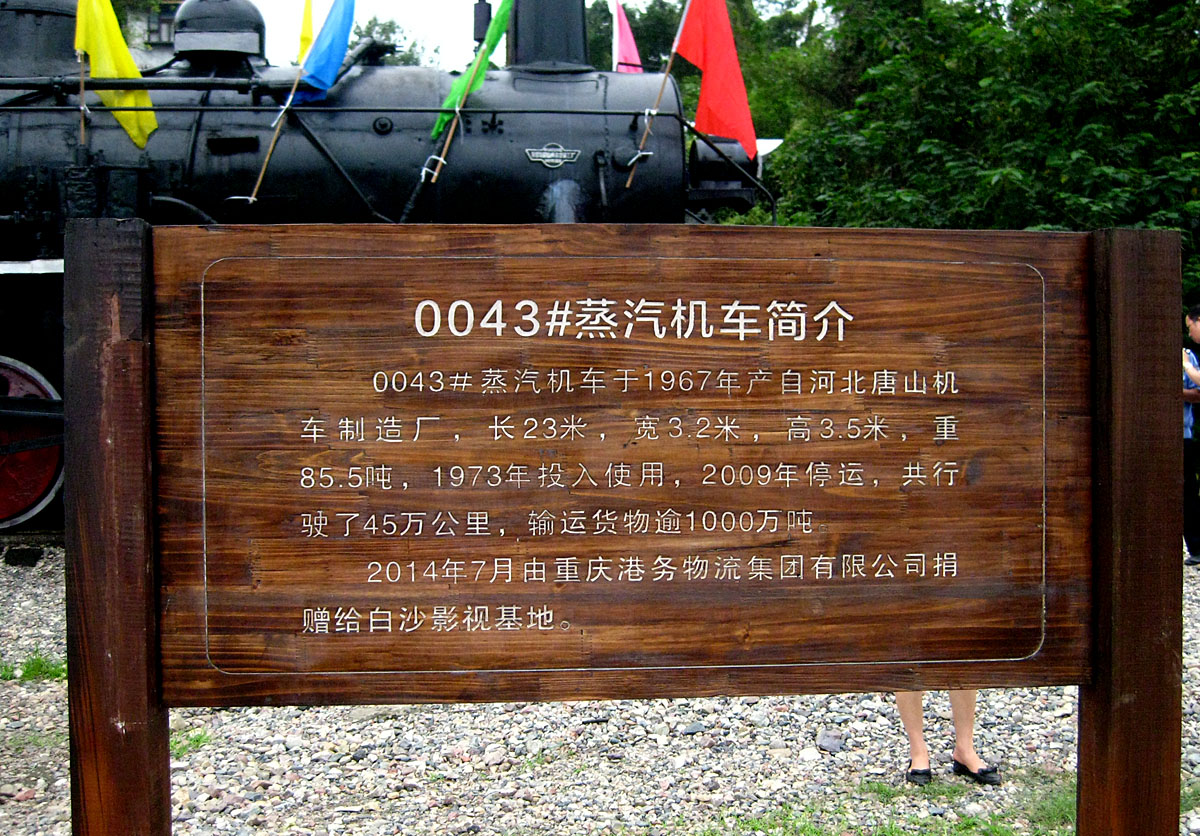 0043#蒸汽机车简介
0043#蒸汽机车于1967年产自河北唐山机
车制造厂，长23米，宽3.2米，高3.5米，重
85.5吨，1973年投入使用，2009年停运，共行
驶了45万公里，输运货物逾1000万吨。
2014年7月由重庆港务物流集团有限公司捐
赠给白沙影视基地。